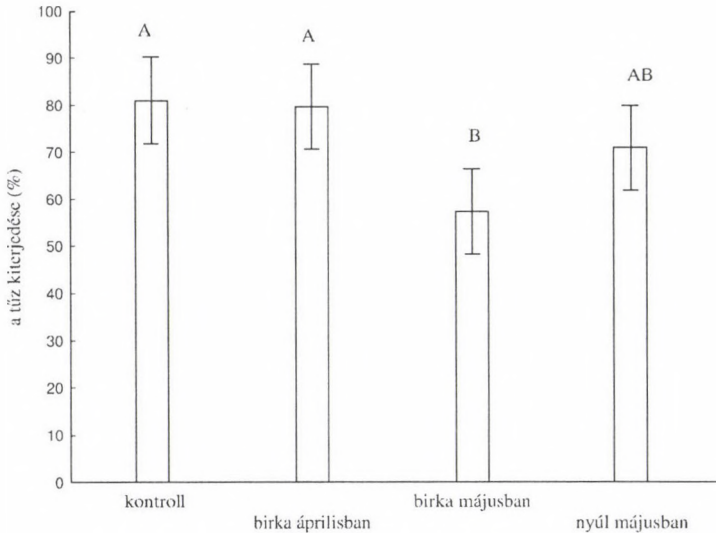 100
90
80
70
60
50
40
30
20
10
0
a tűz kiterjedése (%)
A
A
B
AB
kontroll
birka áprilisban
birka májusban
nyúl májusban